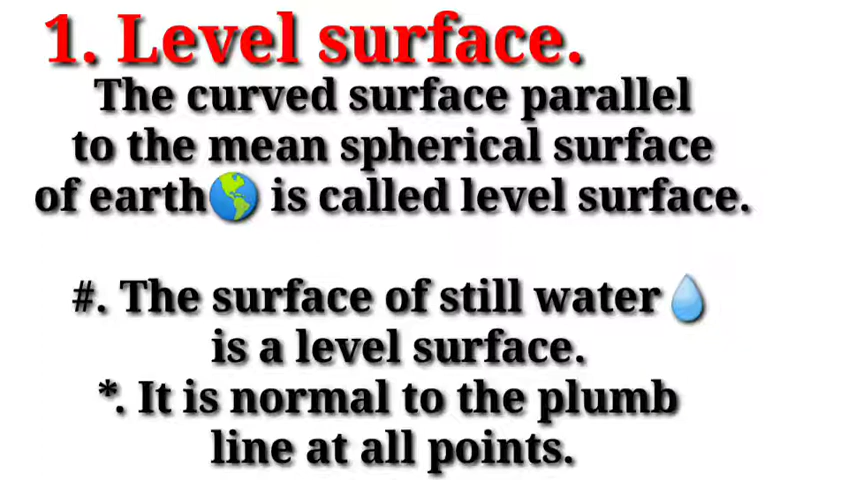 1. Level surface.
The curved surface parallel
to the mean spherical surface
of earth🌎 is called level surface.
#. The surface of still water💧
is a level surface.
*. It is normal to the plumb
line at all points.